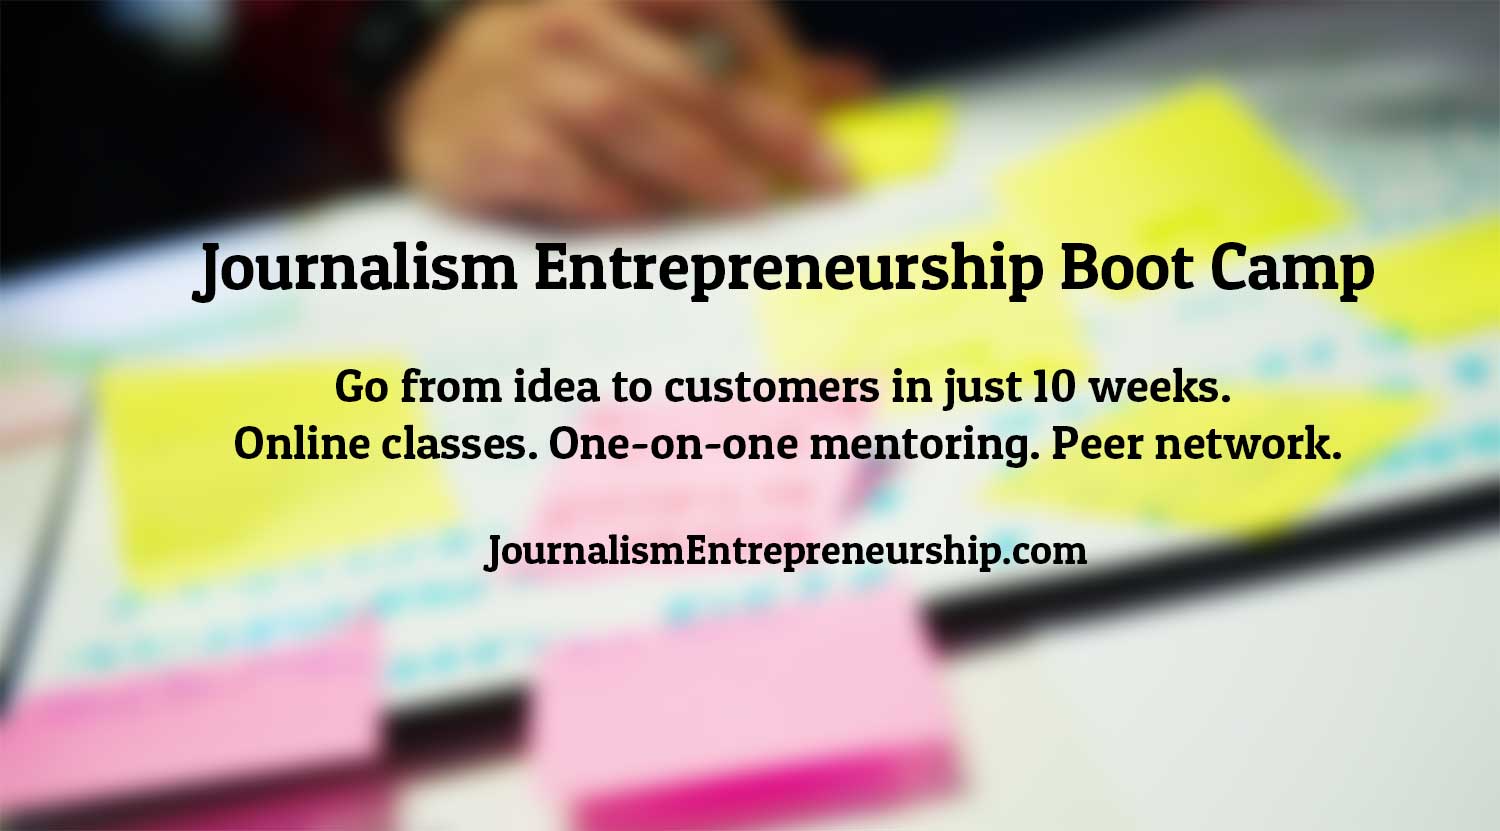 Journalism Entrepreneurship Boot Camp
Go from idea to customers in just 10 weeks.
Online classes. One-on-one mentoring. Peer network.
JournalismEntrepreneurship.com